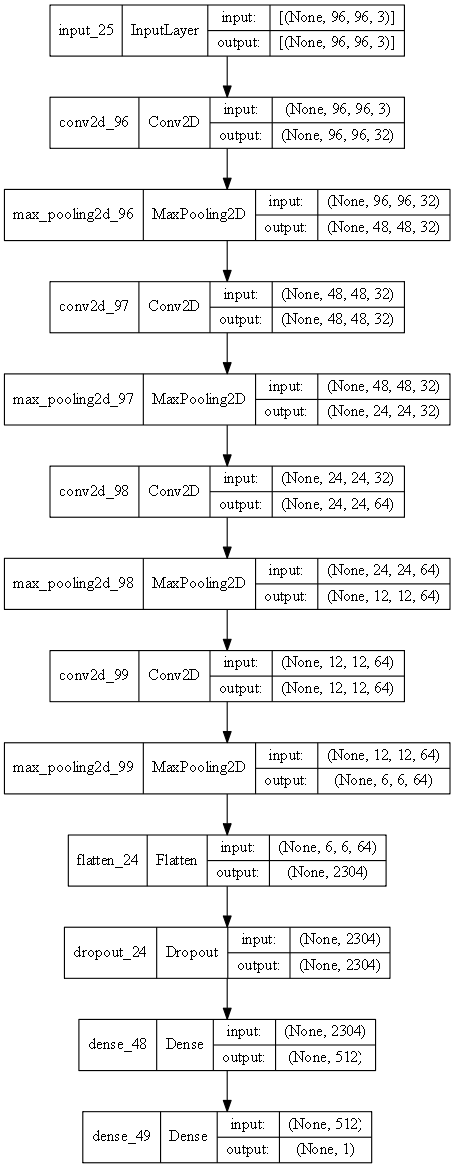 input_25 InputLayer input: [(None, 96, 96, 3)]
output: [(None, 96, 96, 3)]
conv2d_96 Conv2D input: (None, 96, 96, 3)
output: (None, 96, 96, 32)
max_pooling2d_96 MaxPooling2D input: (None, 96, 96, 32)
output: (None, 48, 48, 32)
conv2d_97 Conv2D input: (None, 48, 48, 32)
output: (None, 48, 48, 32)
max_pooling2d_97 MaxPooling2D input: (None, 48, 48, 32)
output: (None, 24, 24, 32)
conv2d_98 Conv2D input: (None, 24, 24, 32)
output: (None, 24, 24, 64)
max_pooling2d_98 MaxPooling2D input: (None, 24, 24, 64)
output: (None, 12, 12, 64)
conv2d_99 Conv2D input: (None, 12, 12, 64)
output: (None, 12, 12, 64)
max_pooling2d_99 MaxPooling2D input: (None, 12, 12, 64)
output: (None, 6, 6, 64)
flatten_24 Flatten input: (None, 6, 6, 64)
output: (None, 2304)
dropout_24 Dropout input: (None, 2304)
output: (None, 2304)
dense_48 Dense input: (None, 2304)
output: (None, 512)
dense_49 Dense input: (None, 512)
output: (None, 1)